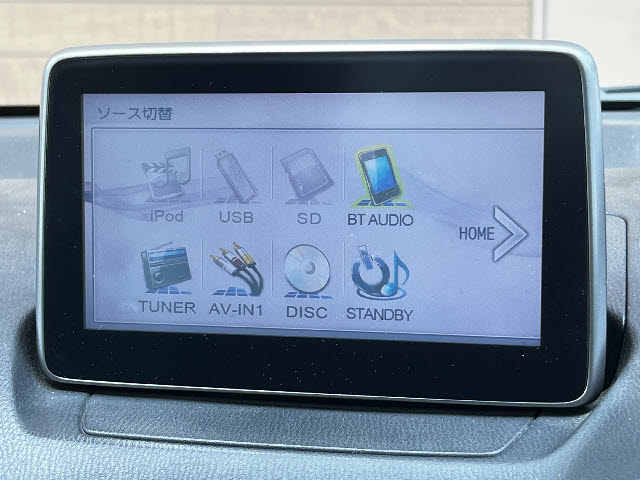 ソース切替
iPod USB SD BT AUDIO
HOME
TUNER AV-IN1 DISC STANDBY